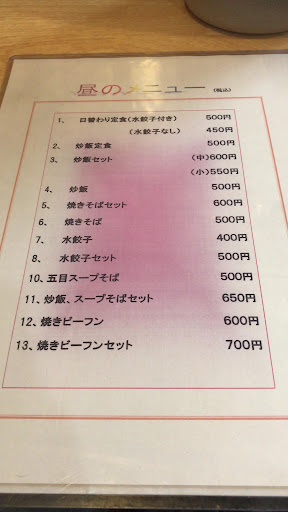 昼のメニュー (税込)
1、 日替わり定食(水餃子付き) 500円
(水餃子なし) 450円
2、 炒飯定食 500円
3、 炒飯セット (中)600円
(小)550円
4、 炒飯 500円
5、 焼きそばセット 600円
6、 焼きそば 500円
7、 水餃子 400円
8、 水餃子セット 500円
10、五目スープそば 500円
11、炒飯、スープそばセット 650円
12、焼きビーフン 600円
13、焼きビーフンセット 700円